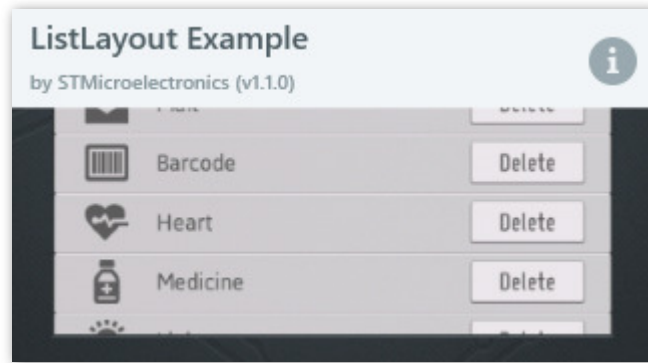 ListLayout Example
by STMicroelectronics (v1.1.0)
Barcode Delete
Heart Delete
Medicine Delete